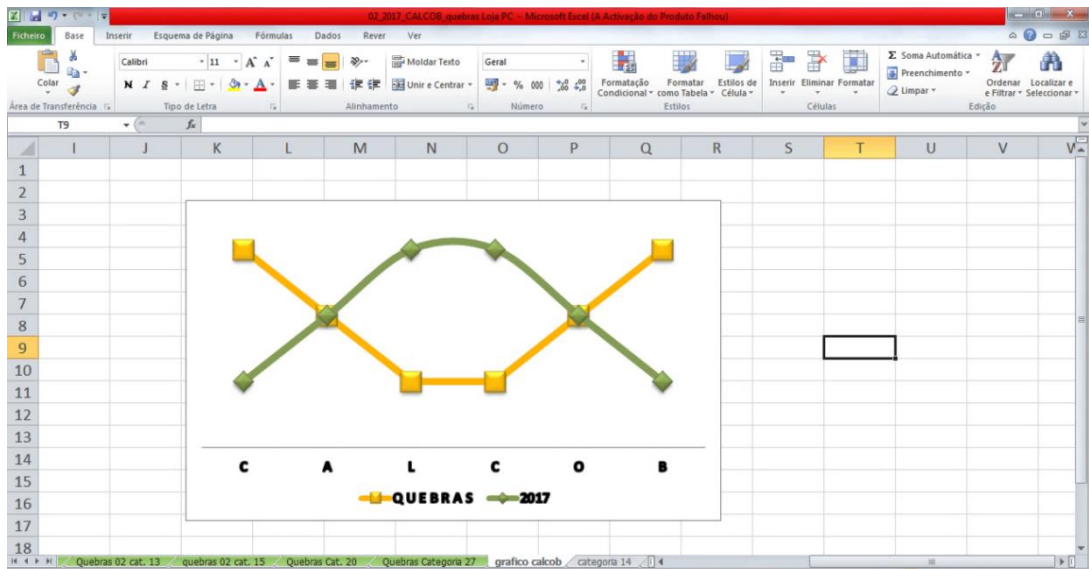 02_2017_CALCOB_quebras Loja PC - Microsoft Excel (A Activação do Produto Falhou)
Ficheiro Base Inserir Esquema de Página Fórmulas Dados Rever Ver
Calibri 11 A A Moldar Texto Geral Σ Soma Automática
Colar N I S A Unir e Centrar % 000 Formatação Condicional Formatar como Tabela Estilos de Célula Inserir Eliminar Formatar Preenchimento Limpar Ordenar e Filtrar Localizar e Seleccionar
Área de Transferência Tipo de Letra Alinhamento Número Estilos Células Edição
T9 fx
I J K L M N O P Q R S T U V W
1
2
3
4
5
6
7
8
9
10
11
12
13
14
15
16
17
18
C A L C O B
QUEBRAS 2017
Quebras 02 cat. 13 quebras 02 cat. 15 Quebras Cat. 20 Quebras Categoria 27 grafico calcob categoria 14